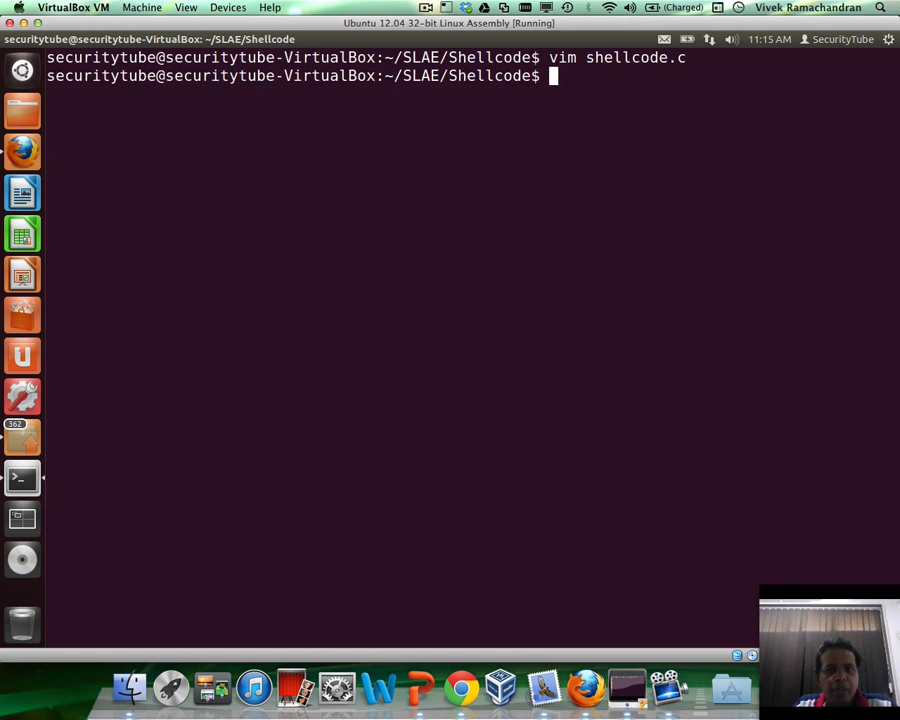 VirtualBox VM Machine View Devices Help (Charged) Vivek Ramachandran
Ubuntu 12.04 32-bit Linux Assembly [Running]
securitytube@securitytube-VirtualBox: ~/SLAE/Shellcode 11:15 AM SecurityTube
securitytube@securitytube-VirtualBox:~/SLAE/Shellcode$ vim shellcode.c
securitytube@securitytube-VirtualBox:~/SLAE/Shellcode$
362